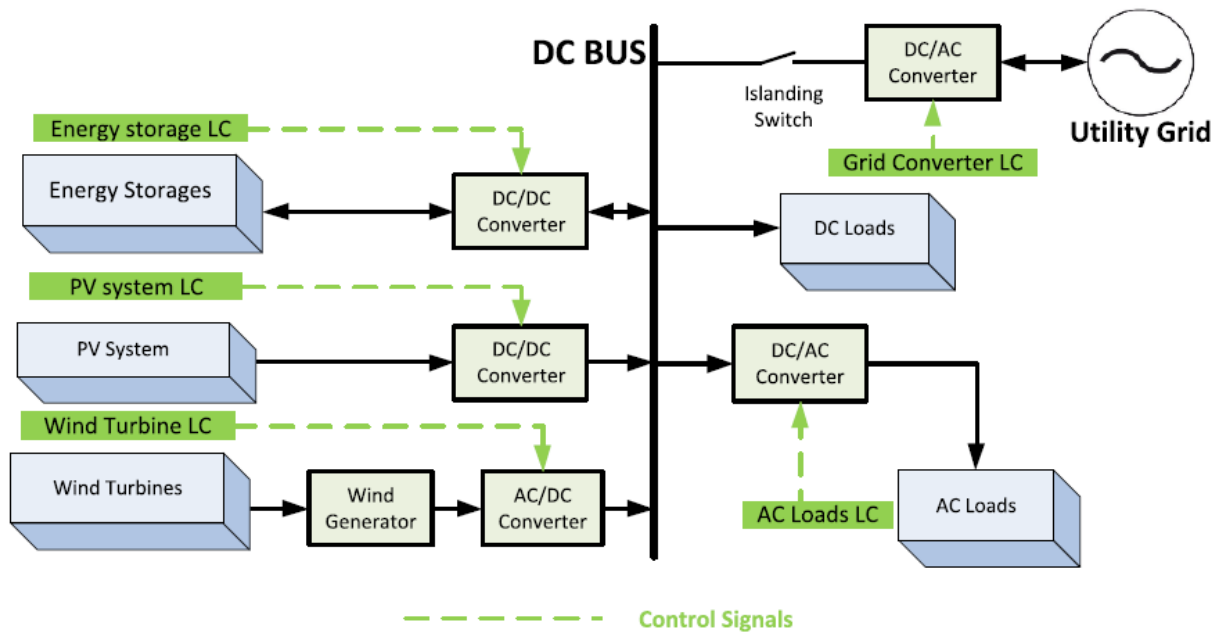 DC BUS
DC/AC
Converter
Islanding
Switch
Utility Grid
Energy storage LC
Grid Converter LC
Energy Storages
DC/DC
Converter
DC Loads
PV system LC
PV System
DC/DC
Converter
DC/AC
Converter
Wind Turbine LC
Wind Turbines
Wind
Generator
AC/DC
Converter
AC Loads LC
AC Loads
Control Signals